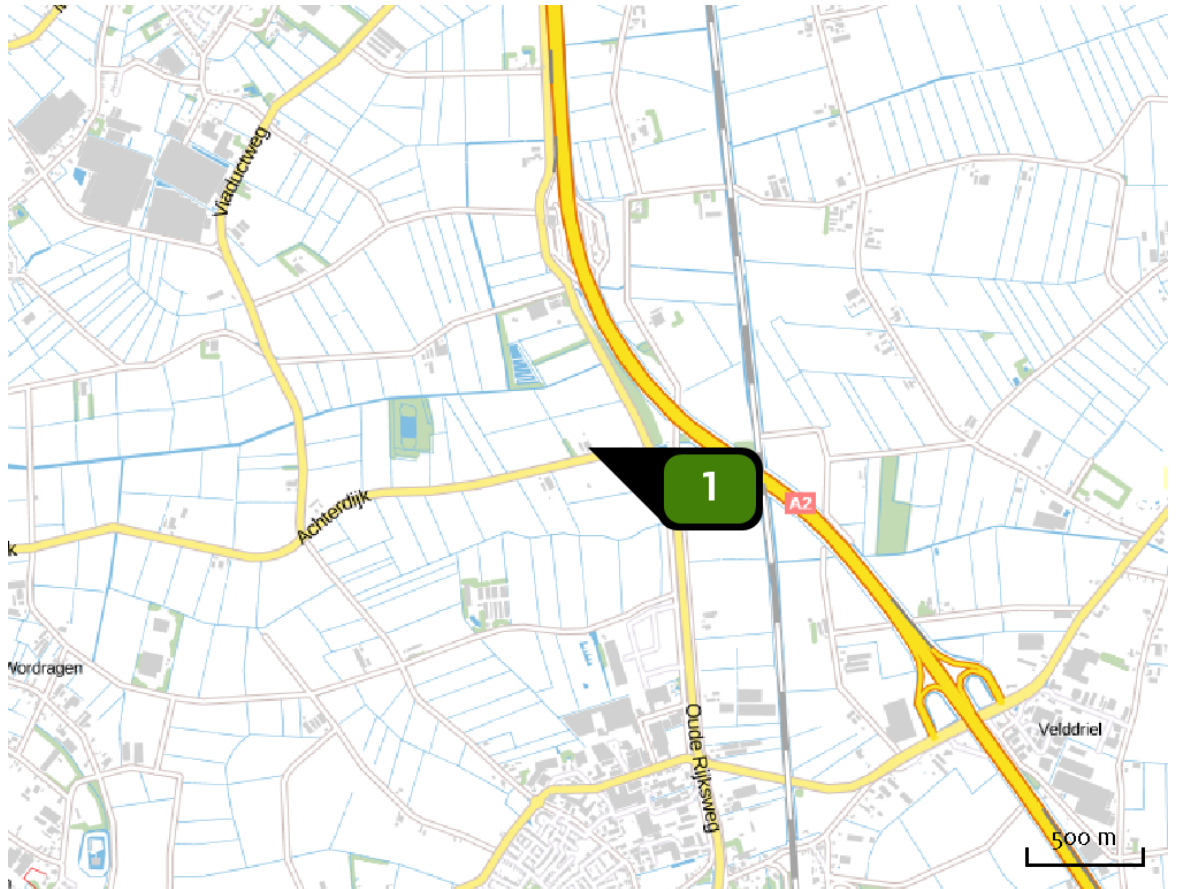 Viaductweg
1
A2
Achterdijk
k
Wordragen
Oude Rijksweg
Velddriel
500 m